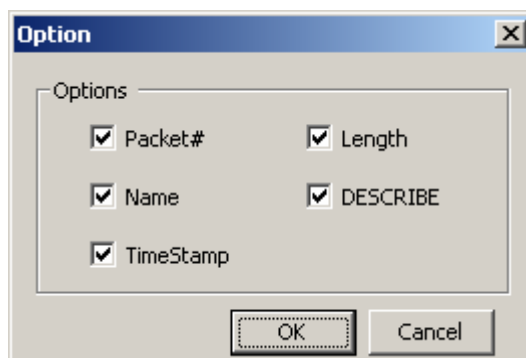 Option
Options
Packet#
Length
Name
DESCRIBE
TimeStamp
OK
Cancel